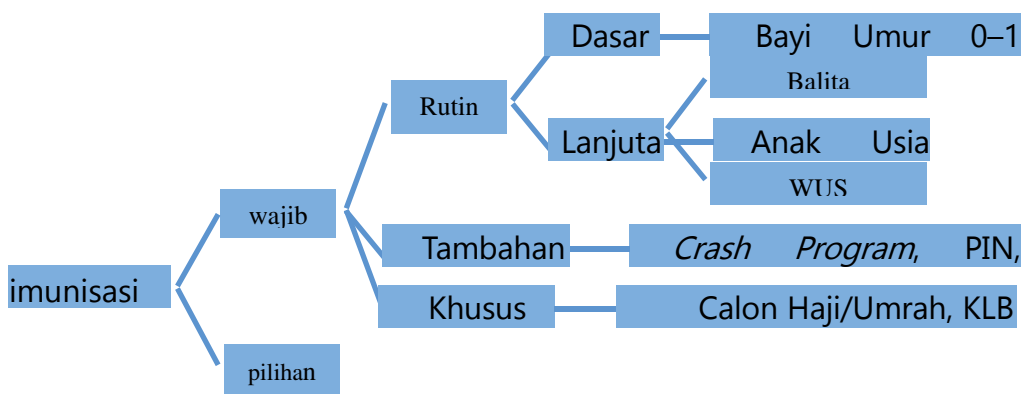 Dasar
Bayi Umur 0–1
Rutin
Balita
Lanjuta
Anak Usia
WUS
wajib
Tambahan
Crash Program, PIN,
imunisasi
Khusus
Calon Haji/Umrah, KLB
pilihan